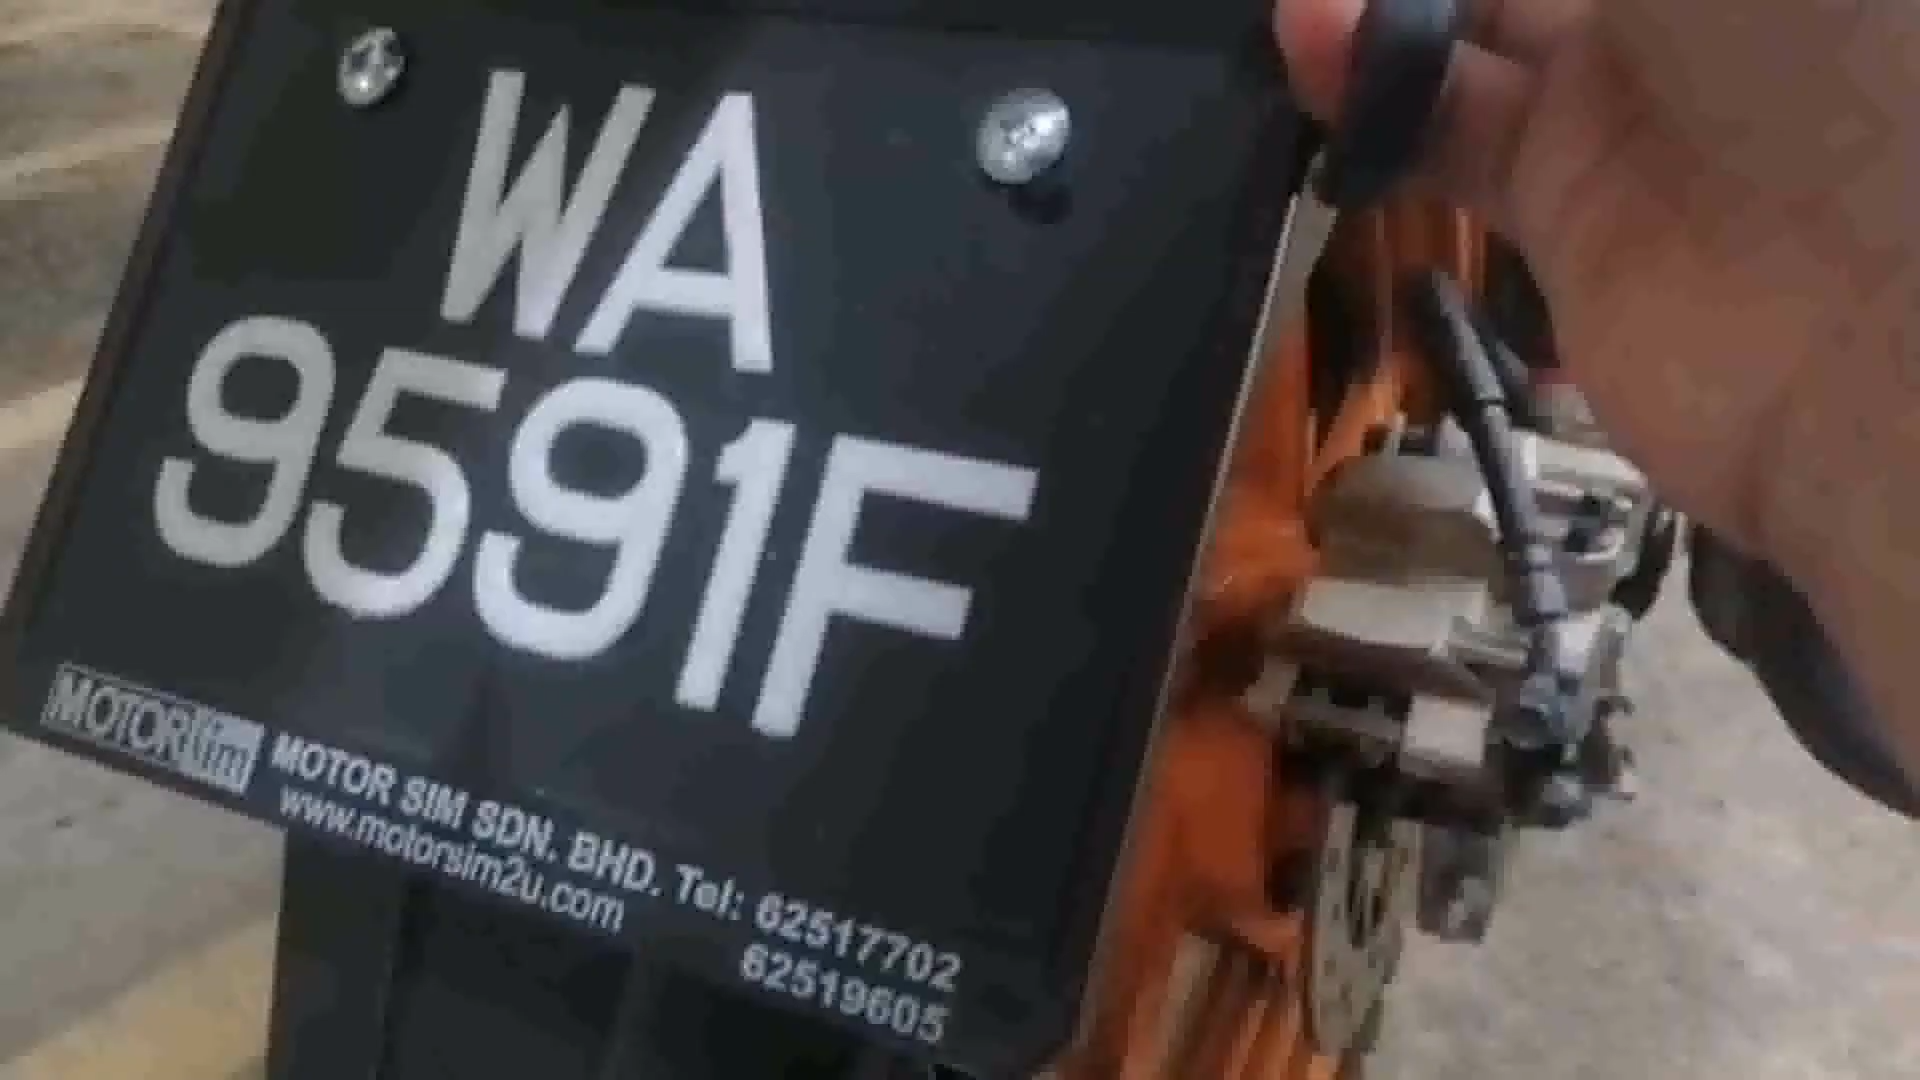 WA
9591F
MOTORSim MOTOR SIM SDN. BHD. Tel: 62517702
www.motorsim2u.com 62519605